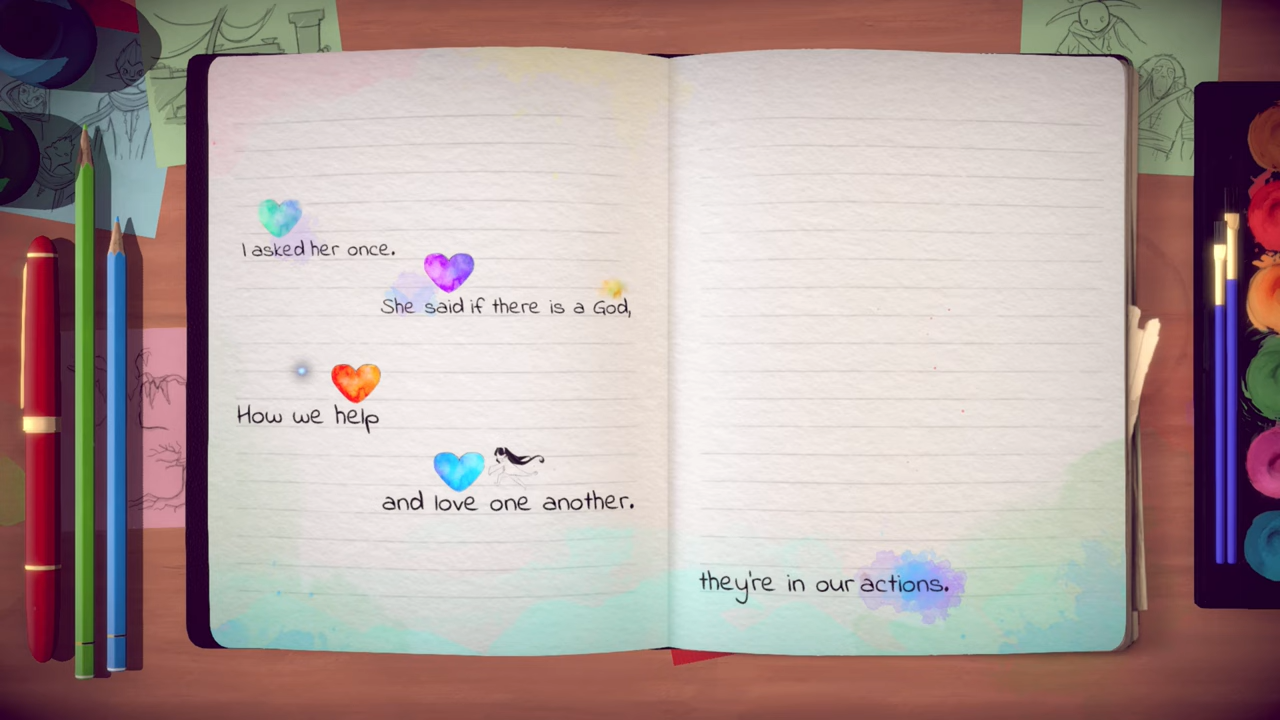 I asked her once.
She said if there is a God,
How we help
and love one another.
they're in our actions.